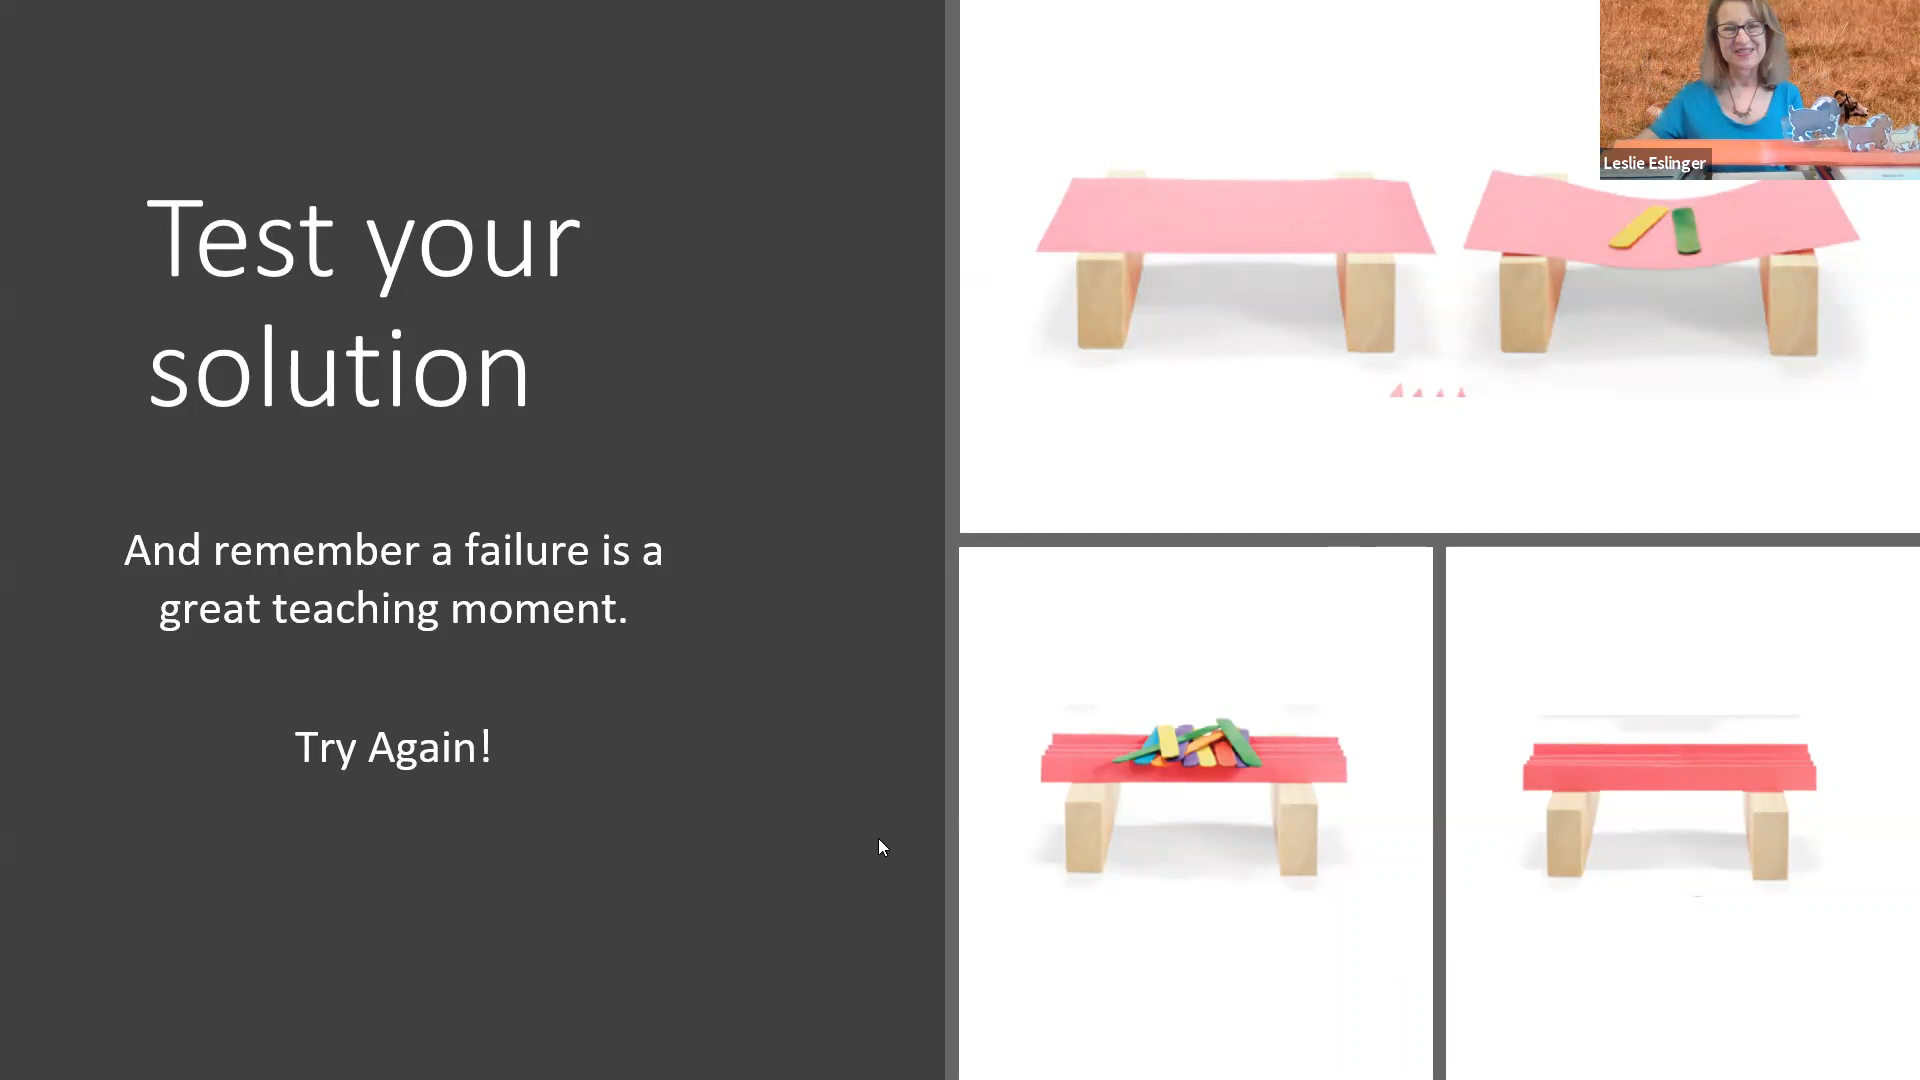 Test your
solution
And remember a failure is a
great teaching moment.
Try Again!
Leslie Eslinger